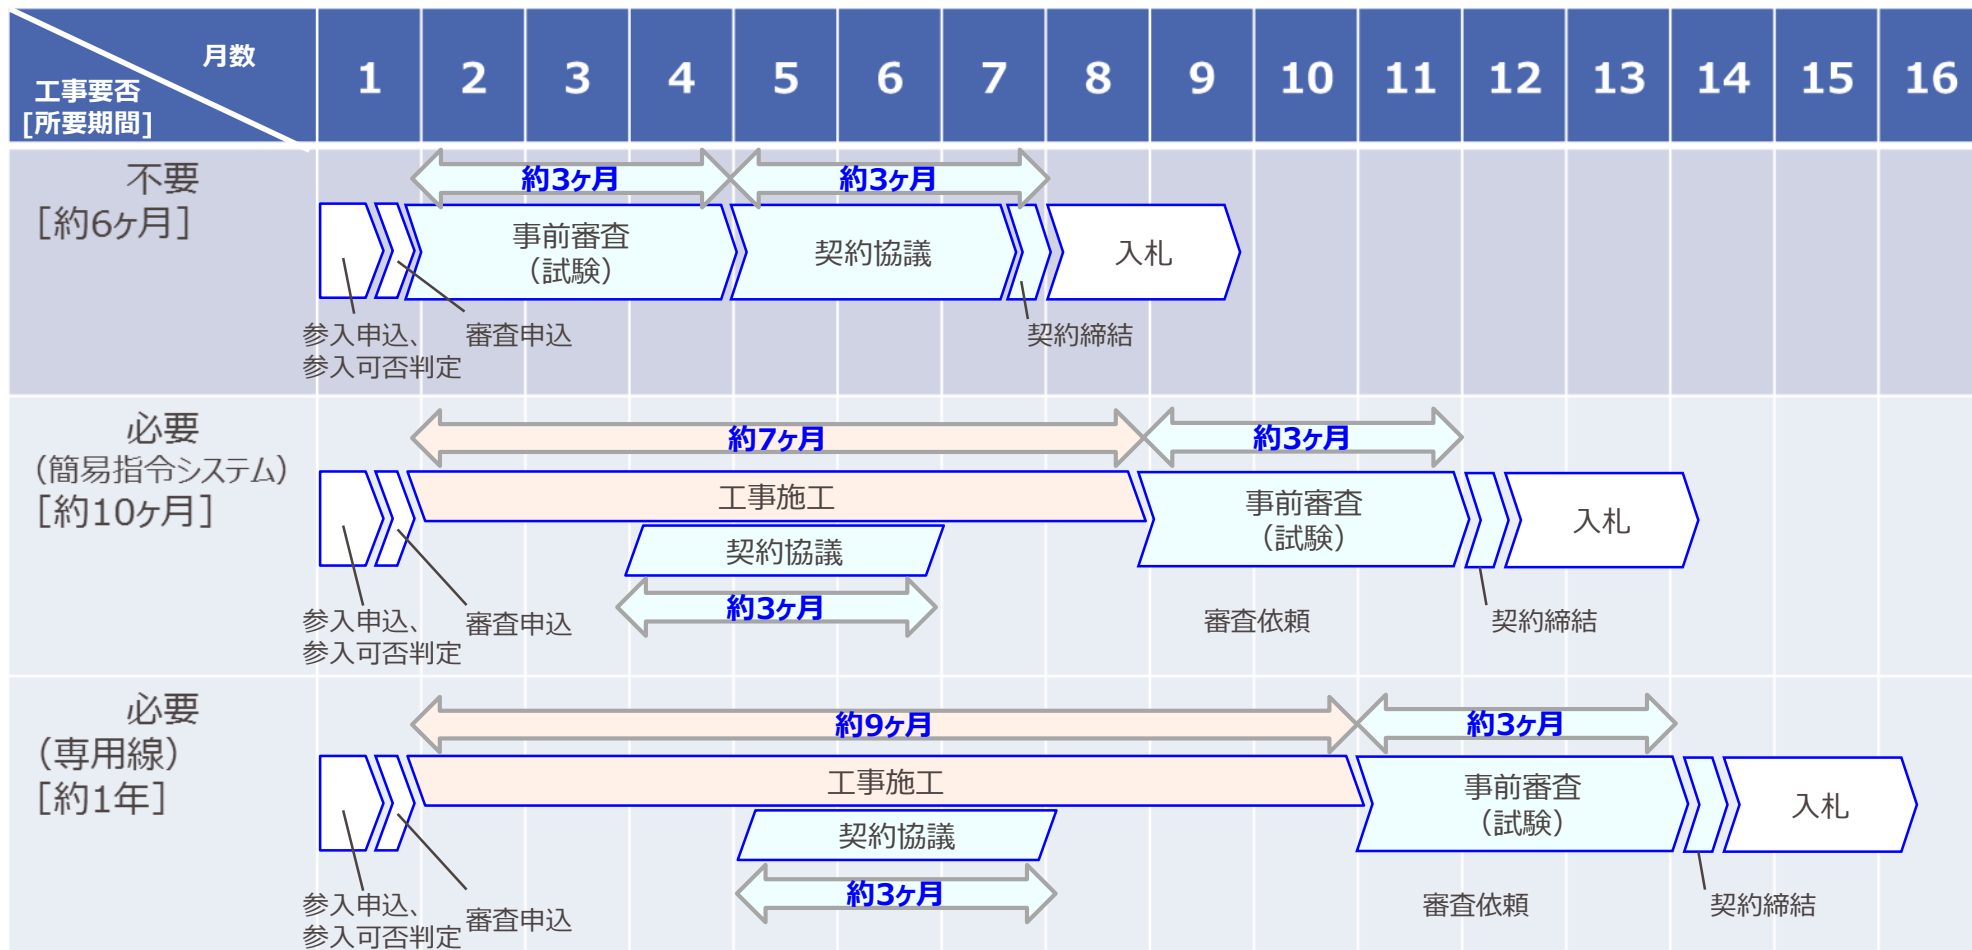 月数
工事要否
[所要期間]
1 2 3 4 5 6 7 8 9 10 11 12 13 14 15 16
不要
［約6ヶ月］
約3ヶ月 約3ヶ月
事前審査
（試験）
契約協議
入札
参入申込、
参入可否判定
審査申込
契約締結
必要
（簡易指令システム）
［約10ヶ月］
約7ヶ月 約3ヶ月
工事施工
契約協議
約3ヶ月
事前審査
（試験）
入札
参入申込、
参入可否判定
審査申込
審査依頼
契約締結
必要
（専用線）
［約1年］
約9ヶ月 約3ヶ月
工事施工
契約協議
約3ヶ月
事前審査
（試験）
入札
参入申込、
参入可否判定
審査申込
審査依頼
契約締結